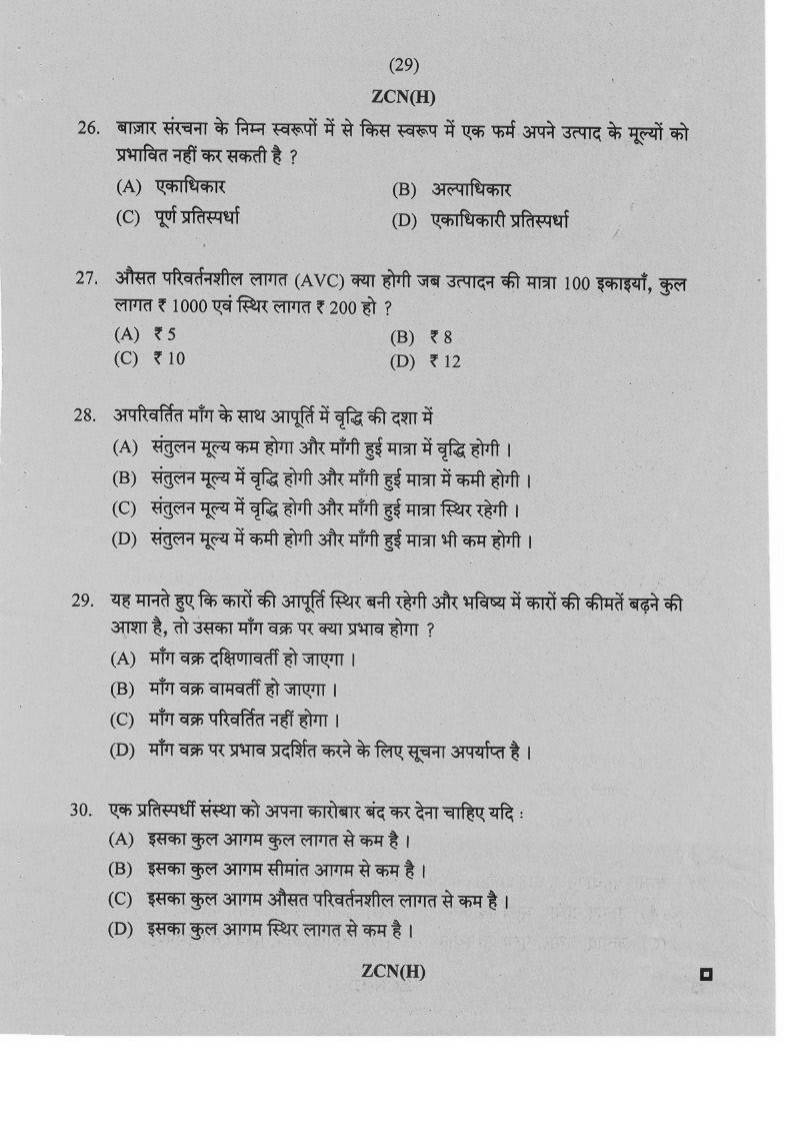 (29)
ZCN(H)
26. बाज़ार संरचना के निम्न स्वरूपों में से किस स्वरूप में एक फर्म अपने उत्पाद के मूल्यों को
प्रभावित नहीं कर सकती है ?
(A) एकाधिकार (B) अल्पाधिकार
(C) पूर्ण प्रतिस्पर्धा (D) एकाधिकारी प्रतिस्पर्धा
27. औसत परिवर्तनशील लागत (AVC) क्या होगी जब उत्पादन की मात्रा 100 इकाइयाँ, कुल
लागत ₹ 1000 एवं स्थिर लागत ₹ 200 हो ?
(A) ₹ 5 (B) ₹ 8
(C) ₹ 10 (D) ₹ 12
28. अपरिवर्तित माँग के साथ आपूर्ति में वृद्धि की दशा में
(A) संतुलन मूल्य कम होगा और माँगी हुई मात्रा में वृद्धि होगी ।
(B) संतुलन मूल्य में वृद्धि होगी और माँगी हुई मात्रा में कमी होगी ।
(C) संतुलन मूल्य में वृद्धि होगी और माँगी हुई मात्रा स्थिर रहेगी ।
(D) संतुलन मूल्य में कमी होगी और माँगी हुई मात्रा भी कम होगी ।
29. यह मानते हुए कि कारों की आपूर्ति स्थिर बनी रहेगी और भविष्य में कारों की कीमतें बढ़ने की
आशा है, तो उसका माँग वक्र पर क्या प्रभाव होगा ?
(A) माँग वक्र दक्षिणावर्ती हो जाएगा ।
(B) माँग वक्र वामवर्ती हो जाएगा ।
(C) माँग वक्र परिवर्तित नहीं होगा ।
(D) माँग वक्र पर प्रभाव प्रदर्शित करने के लिए सूचना अपर्याप्त है ।
30. एक प्रतिस्पर्धी संस्था को अपना कारोबार बंद कर देना चाहिए यदि :
(A) इसका कुल आगम कुल लागत से कम है ।
(B) इसका कुल आगम सीमांत आगम से कम है ।
(C) इसका कुल आगम औसत परिवर्तनशील लागत से कम है ।
(D) इसका कुल आगम स्थिर लागत से कम है ।
ZCN(H)